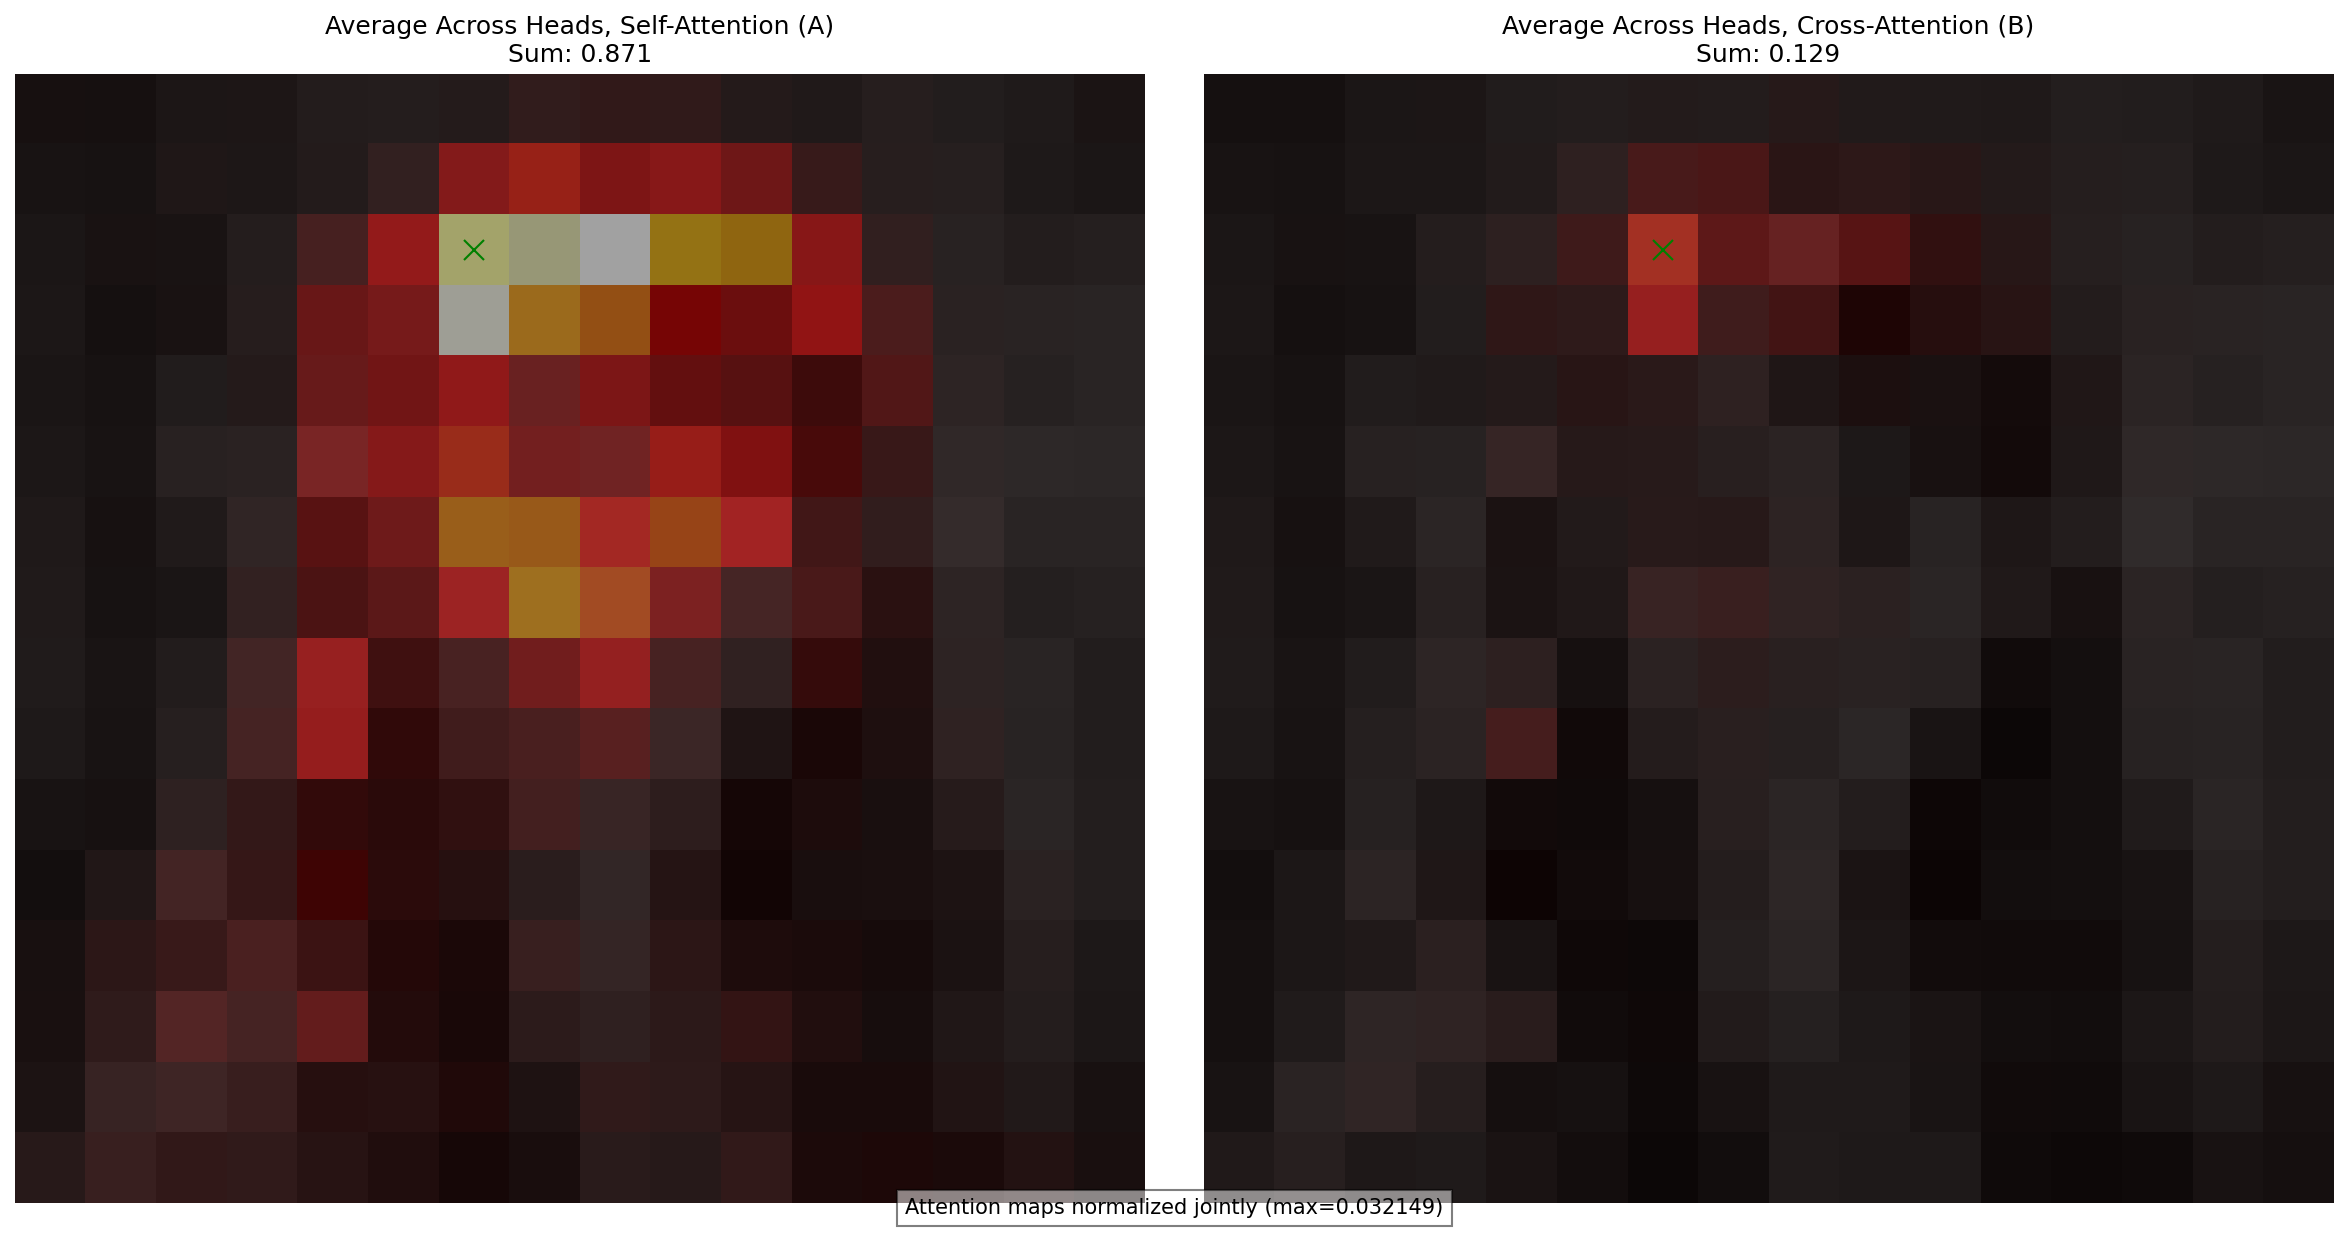 Average Across Heads, Self-Attention (A)
Sum: 0.871
Average Across Heads, Cross-Attention (B)
Sum: 0.129
Attention maps normalized jointly (max=0.032149)